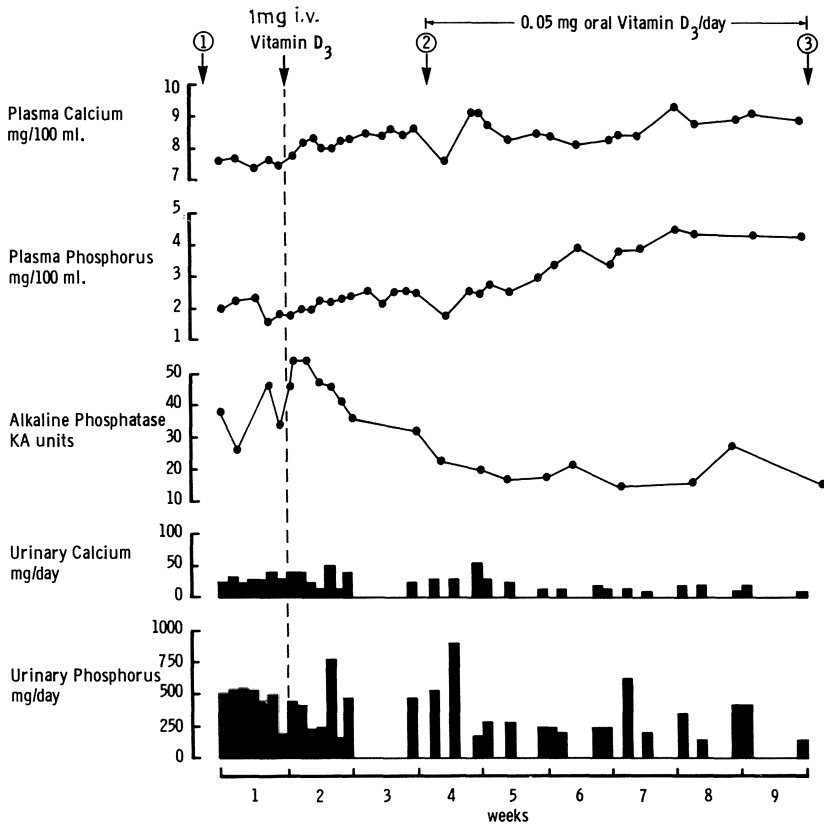 1mg i.v.
Vitamin D3
0.05 mg oral Vitamin D3/day
1
2
3
Plasma Calcium
mg/100 ml.
10
9
8
7
Plasma Phosphorus
mg/100 ml.
5
4
3
2
1
Alkaline Phosphatase
KA units
50
40
30
20
10
Urinary Calcium
mg/day
100
50
0
Urinary Phosphorus
mg/day
1000
750
500
250
0
1 2 3 4 5 6 7 8 9
weeks